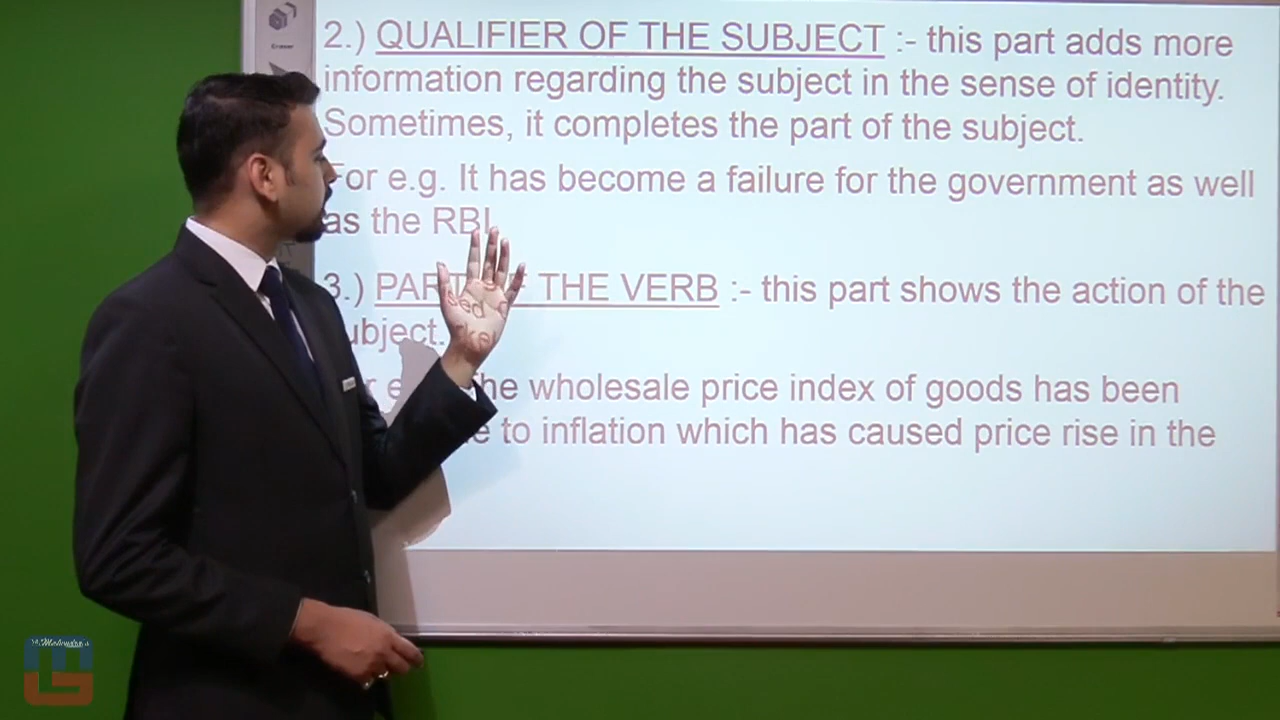 Eraser
2.) QUALIFIER OF THE SUBJECT :- this part adds more
information regarding the subject in the sense of identity.
Sometimes, it completes the part of the subject.
For e.g. It has become a failure for the government as well
as the RBI.
3.) PART OF THE VERB :- this part shows the action of the
subject.
The wholesale price index of goods has been
to inflation which has caused price rise in the